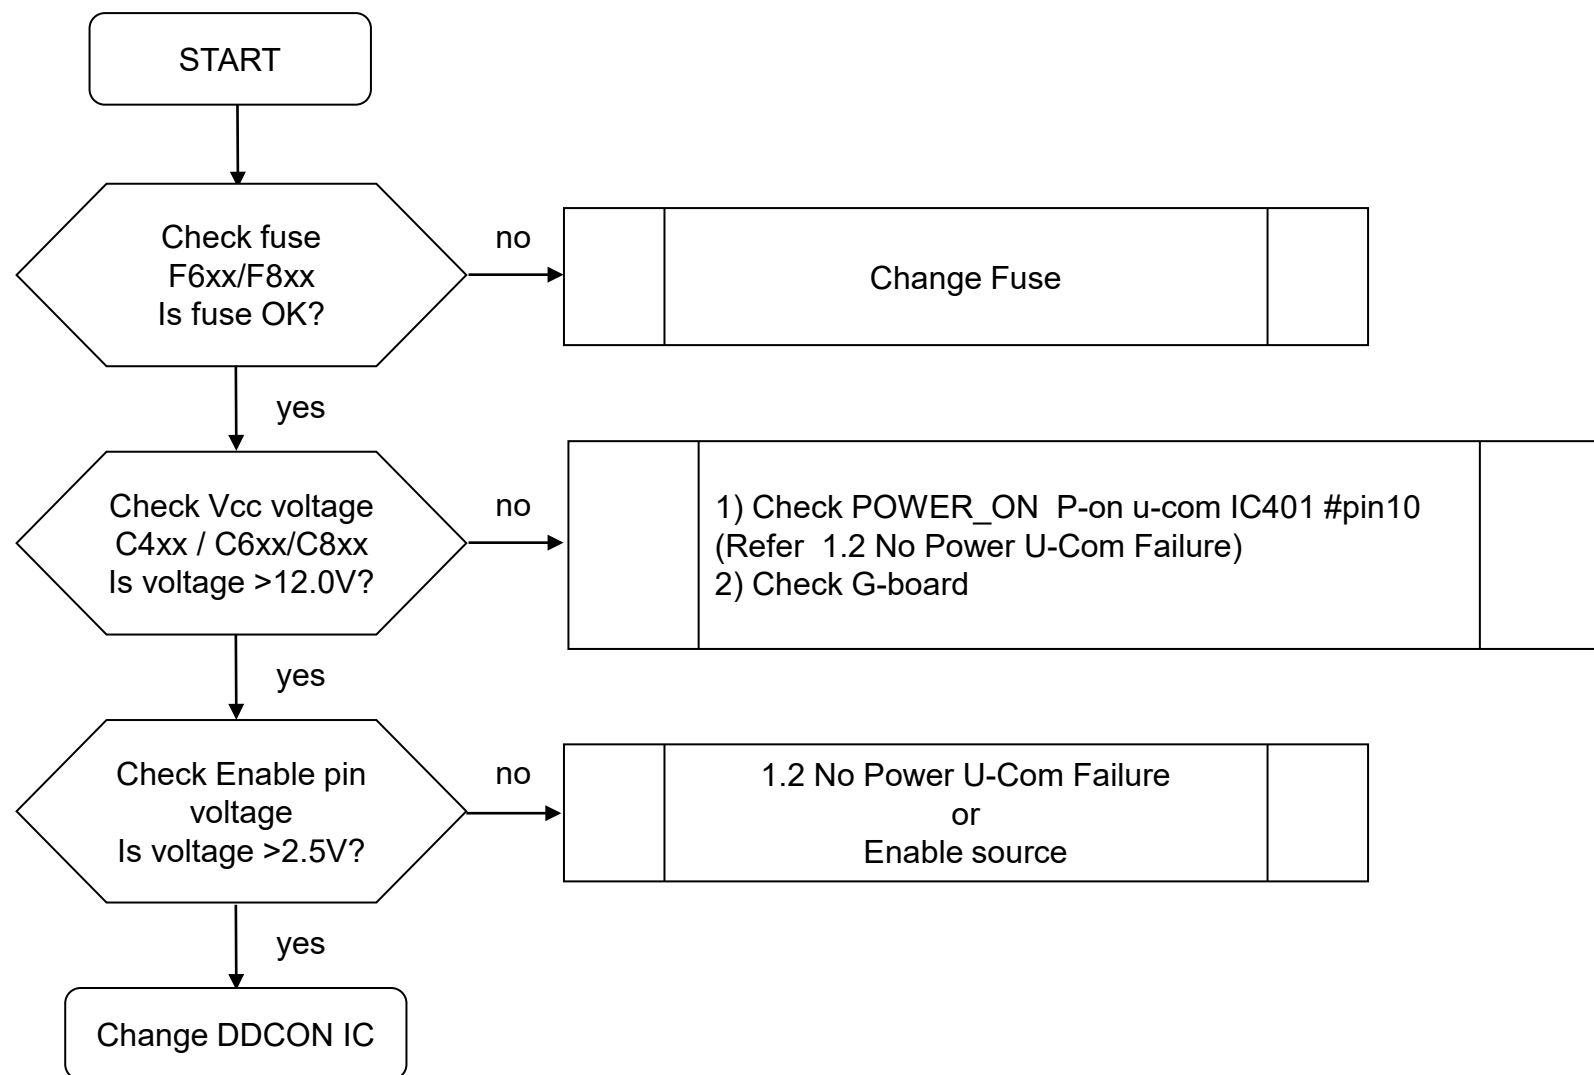 START
Check fuse
F6xx/F8xx
Is fuse OK?
no
Change Fuse
yes
Check Vcc voltage
C4xx / C6xx/C8xx
Is voltage >12.0V?
no
1) Check POWER_ON  P-on u-com IC401 #pin10
(Refer  1.2 No Power U-Com Failure)
2) Check G-board
yes
Check Enable pin
voltage
Is voltage >2.5V?
no
1.2 No Power U-Com Failure
or
Enable source
yes
Change DDCON IC